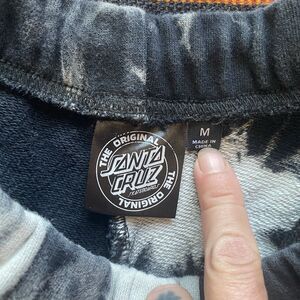 THE ORIGINAL
SANTA
CRUZ
SKATEBOARDS
THE ORIGINAL
M
MADE IN
CHINA